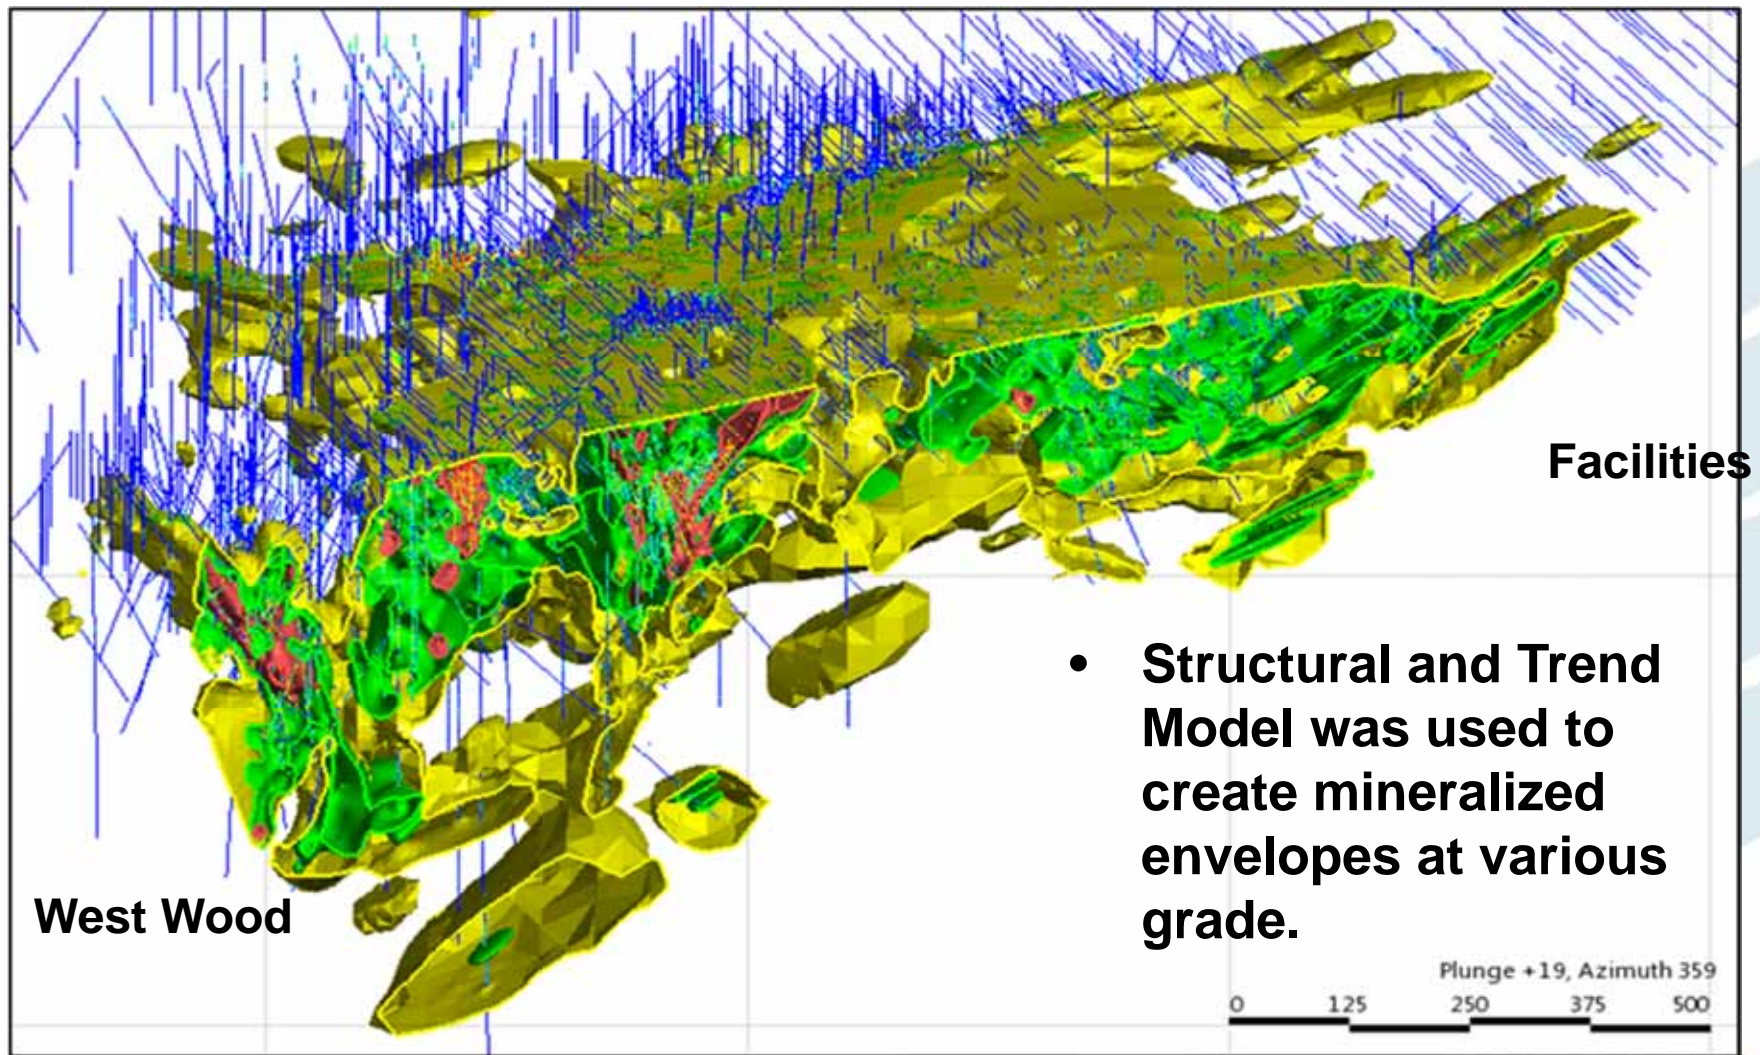 Facilities
• Structural and Trend
Model was used to
create mineralized
envelopes at various
grade.
West Wood
Plunge +19, Azimuth 359
0 125 250 375 500